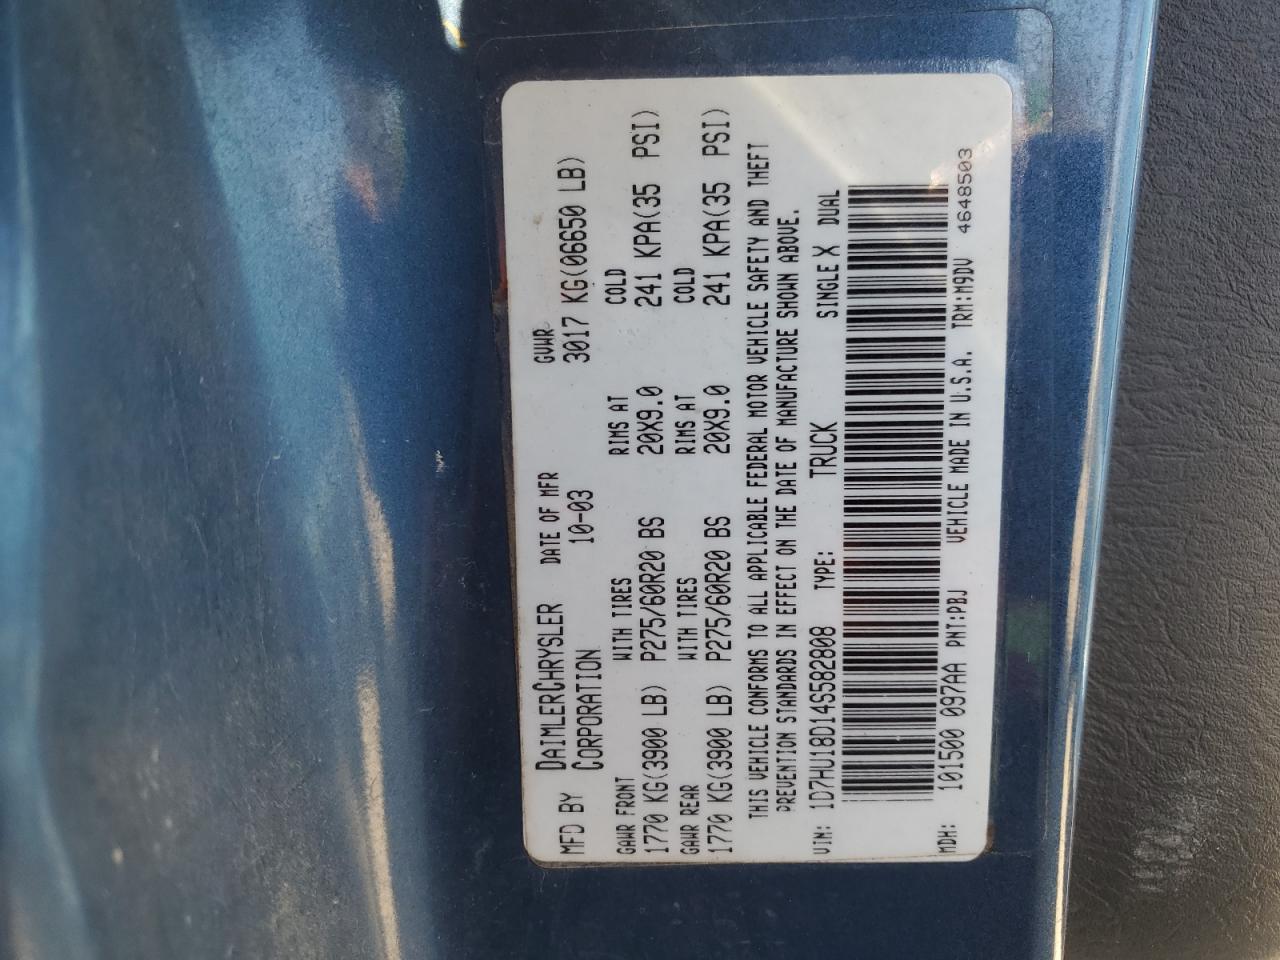 MFD BY DAIMLERCHRYSLER CORPORATION DATE OF MFR 10-03 GVWR 3017 KG(06650 LB)
GAWR FRONT WITH TIRES RIMS AT COLD
1770 KG(3900 LB) P275/60R20 BS 20X9.0 241 KPA(35 PSI)
GAWR REAR WITH TIRES RIMS AT COLD
1770 KG(3900 LB) P275/60R20 BS 20X9.0 241 KPA(35 PSI)
THIS VEHICLE CONFORMS TO ALL APPLICABLE FEDERAL MOTOR VEHICLE SAFETY AND THEFT
PREVENTION STANDARDS IN EFFECT ON THE DATE OF MANUFACTURE SHOWN ABOVE.
VIN: 1D7HU18D14S582808 TYPE: TRUCK SINGLE X DUAL
MDH: 101500 097AA PNT:PBJ VEHICLE MADE IN U.S.A. TRM:M9DV 4648503